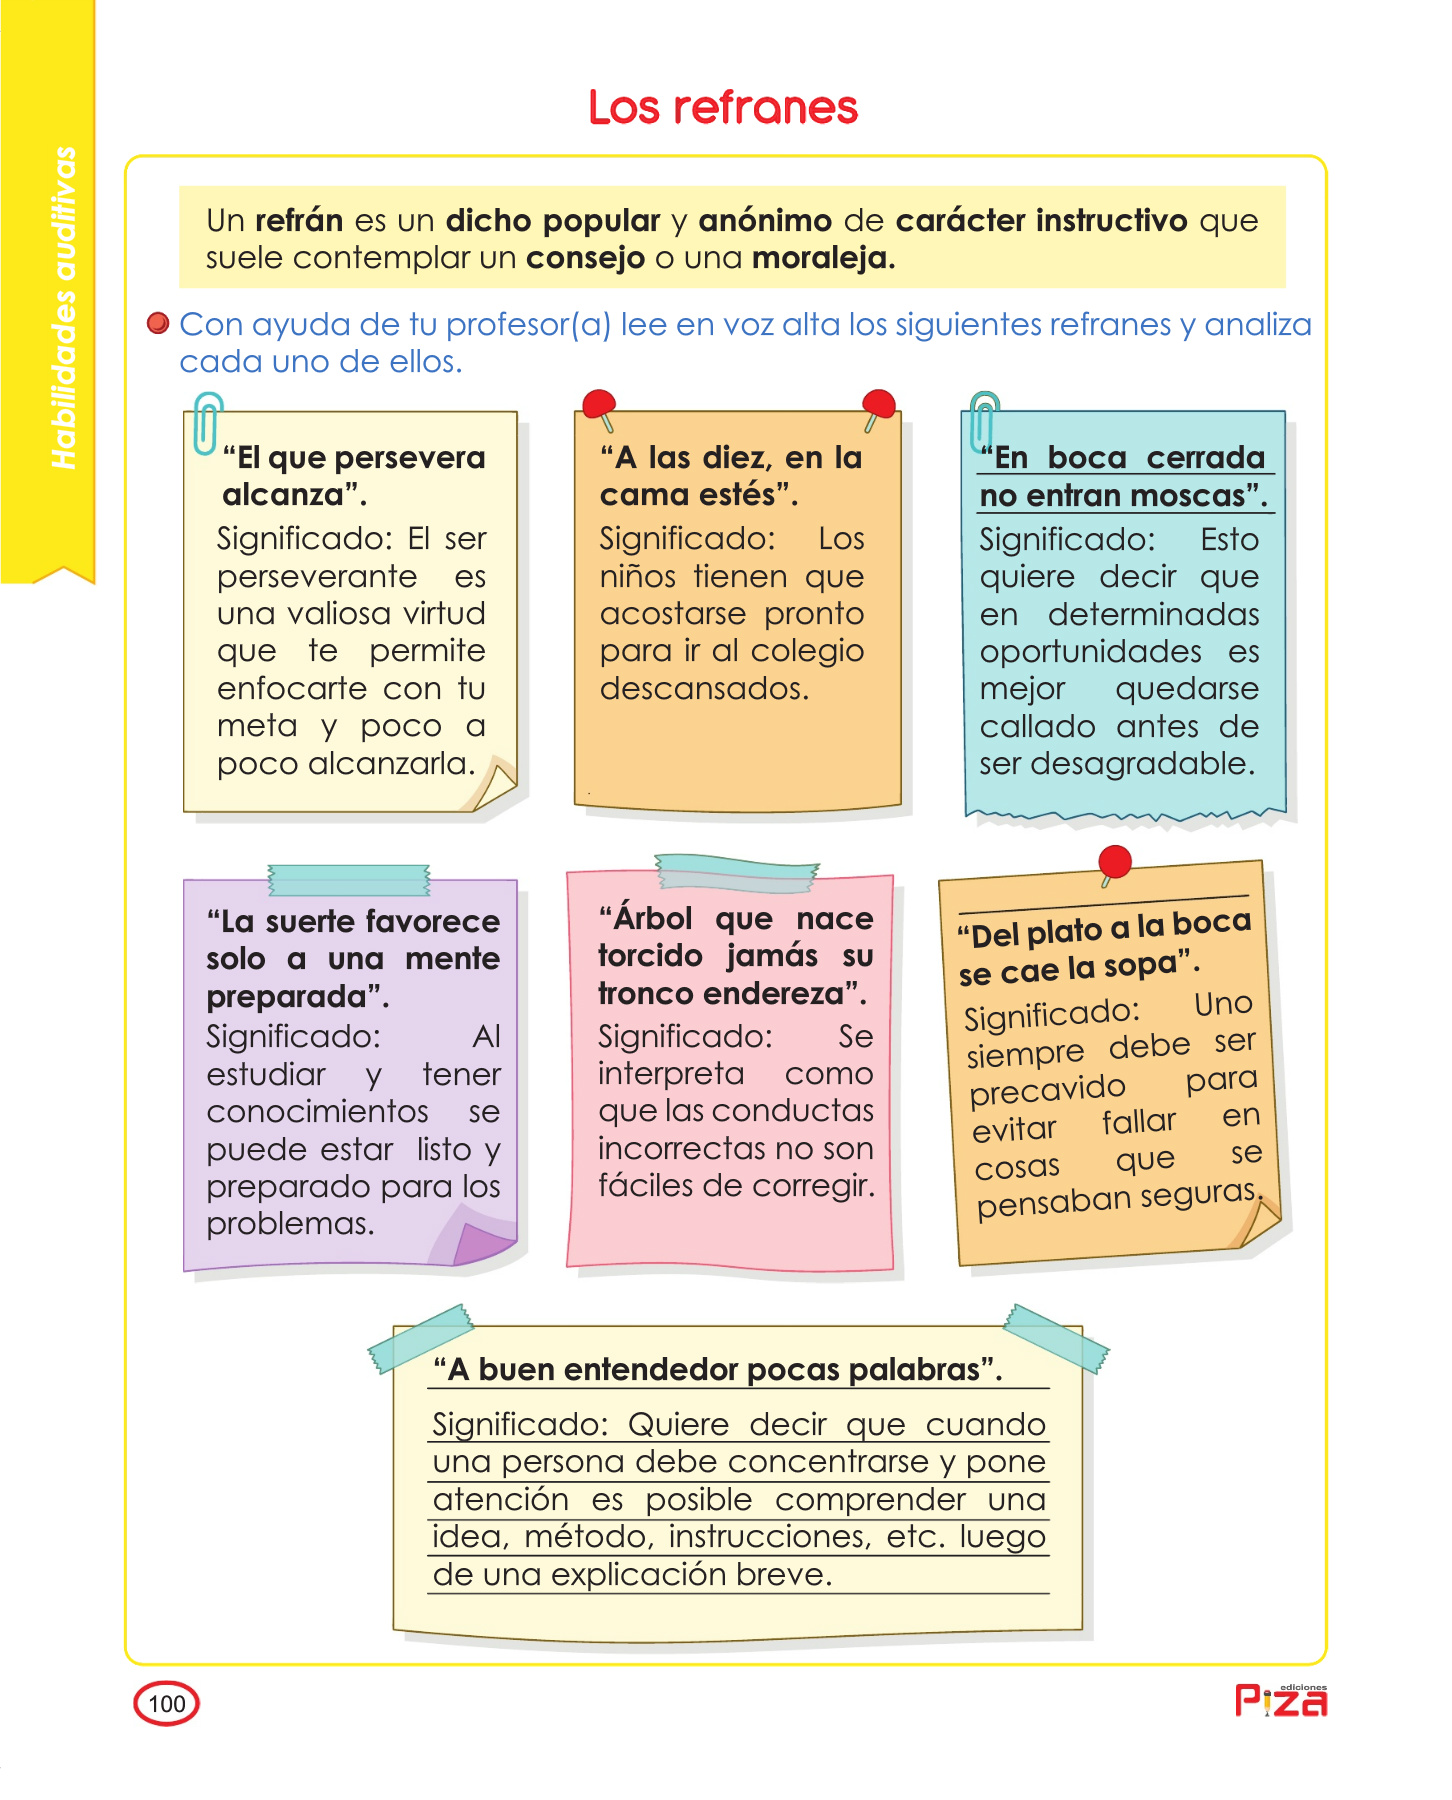 Habilidades auditivas
Los refranes
Un refrán es un dicho popular y anónimo de carácter instructivo que
suele contemplar un consejo o una moraleja.
Con ayuda de tu profesor(a) lee en voz alta los siguientes refranes y analiza
cada uno de ellos.
“El que persevera
alcanza”.
Significado: El ser
perseverante es
una valiosa virtud
que te permite
enfocarte con tu
meta y poco a
poco alcanzarla.
“A las diez, en la
cama estés”.
Significado: Los
niños tienen que
acostarse pronto
para ir al colegio
descansados.
“En boca cerrada
no entran moscas”.
Significado: Esto
quiere decir que
en determinadas
oportunidades es
mejor quedarse
callado antes de
ser desagradable.
“La suerte favorece
solo a una mente
preparada”.
Significado: Al
estudiar y tener
conocimientos se
puede estar listo y
preparado para los
problemas.
“Árbol que nace
torcido jamás su
tronco endereza”.
Significado: Se
interpreta como
que las conductas
incorrectas no son
fáciles de corregir.
“Del plato a la boca
se cae la sopa”.
Significado: Uno
siempre debe ser
precavido para
evitar fallar en
cosas que se
pensaban seguras.
“A buen entendedor pocas palabras”.
Significado: Quiere decir que cuando
una persona debe concentrarse y pone
atención es posible comprender una
idea, método, instrucciones, etc. luego
de una explicación breve.
100
ediciones
Piza